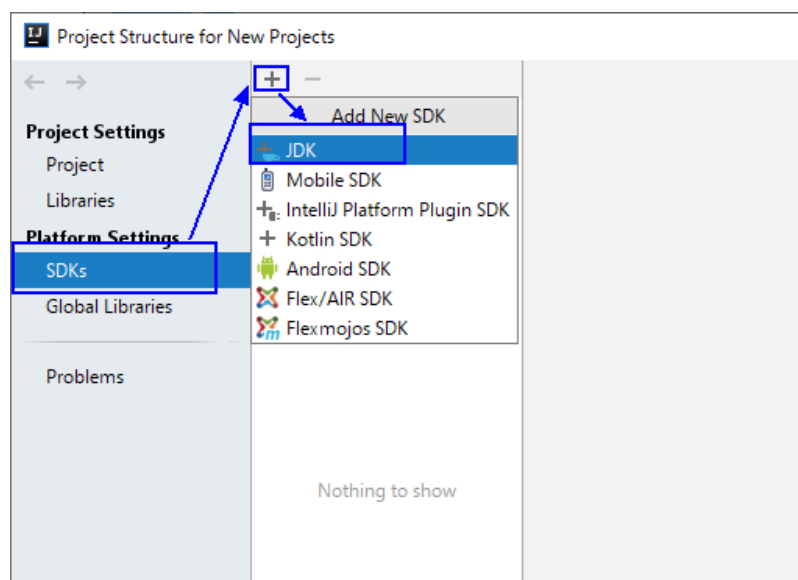 IJ
Project Structure for New Projects
Project Settings
Project
Libraries
Platform Settings
SDKs
Global Libraries
Problems
Add New SDK
JDK
Mobile SDK
IntelliJ Platform Plugin SDK
Kotlin SDK
Android SDK
Flex/AIR SDK
Flexmojos SDK
Nothing to show